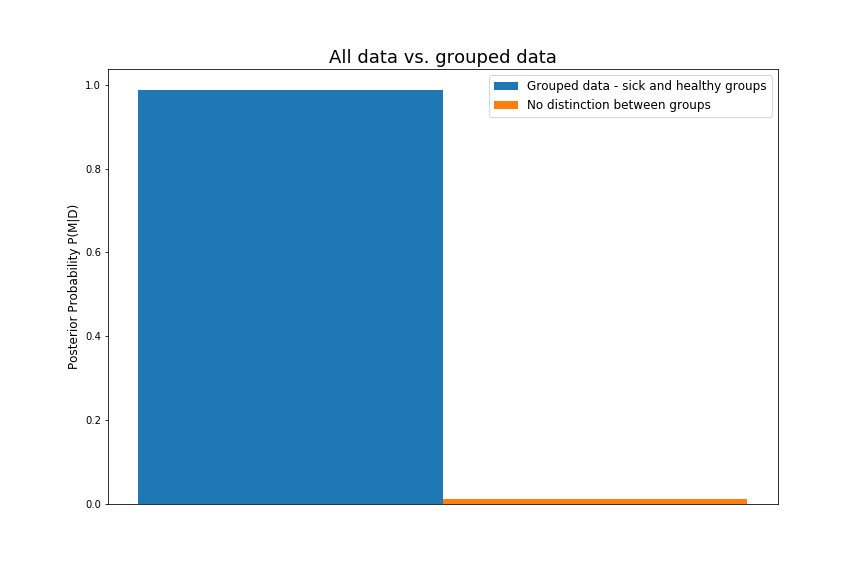 All data vs. grouped data
Grouped data - sick and healthy groups
No distinction between groups
Posterior Probability P(M|D)
1.0
0.8
0.6
0.4
0.2
0.0